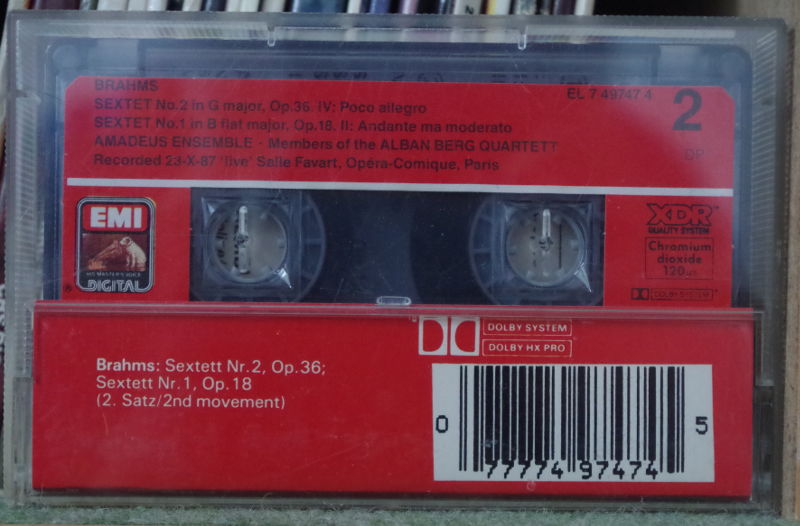 BRAHMS
SEXTET No.2 in G major, Op.36. IV: Poco allegro
EL 7 49747 4
2
SEXTET No.1 in B flat major, Op.18. II: Andante ma moderato
AMADEUS ENSEMBLE · Members of the ALBAN BERG QUARTETT
DP
Recorded 23-X-87 'live' Salle Favart, Opéra-Comique, Paris
EMI
HIS MASTER'S VOICE
DIGITAL
XDR
QUALITY SYSTEM
Chromium
dioxide
120µs
DOLBY SYSTEM
DOLBY SYSTEM
DOLBY HX PRO
Brahms: Sextett Nr.2, Op.36;
Sextett Nr.1, Op.18
(2. Satz/2nd movement)
0 77774 97474 5